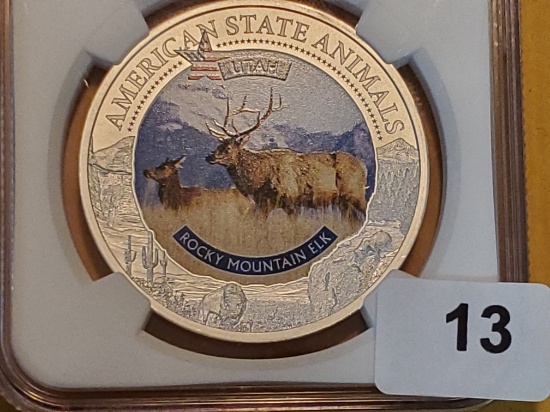 AMERICAN STATE ANIMALS
UTAH
ROCKY MOUNTAIN ELK
13